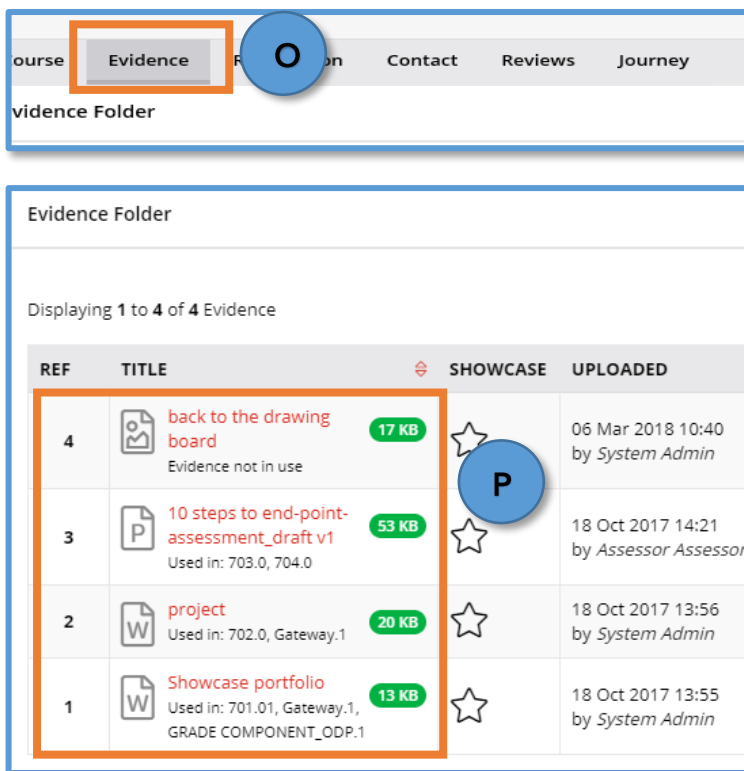 Evidence
O
Contact
Reviews
Journey
Folder
Evidence Folder
Displaying 1 to 4 of 4 Evidence
REF TITLE SHOWCASE UPLOADED
4
back to the drawing
board
17 KB
Evidence not in use
06 Mar 2018 10:40
by System Admin
P
3
P
10 steps to end-point-
assessment_draft v1
53 KB
Used in: 703.0, 704.0
18 Oct 2017 14:21
by Assessor Assessor
2
W
project
20 KB
Used in: 702.0, Gateway.1
18 Oct 2017 13:56
by System Admin
1
W
Showcase portfolio
13 KB
Used in: 701.01, Gateway.1,
GRADE COMPONENT_ODP.1
18 Oct 2017 13:55
by System Admin